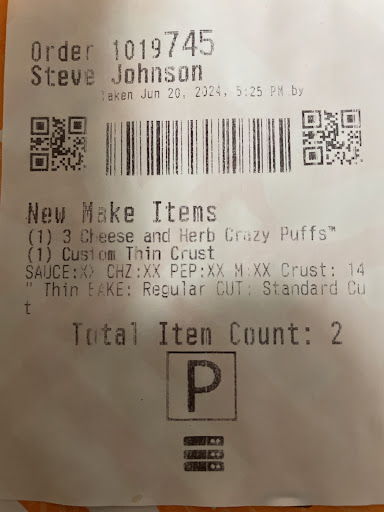 Order 1019745
Steve Johnson
Taken Jun 20, 2024, 5:25 PM by
New Make Items
(1) 3 Cheese and Herb Crazy Puffs™
(1) Custom Thin Crust
SAUCE:XX CHZ:XX PEP:XX M:XX Crust: 14
" Thin BAKE: Regular CUT: Standard Cu
t
Total Item Count: 2
P